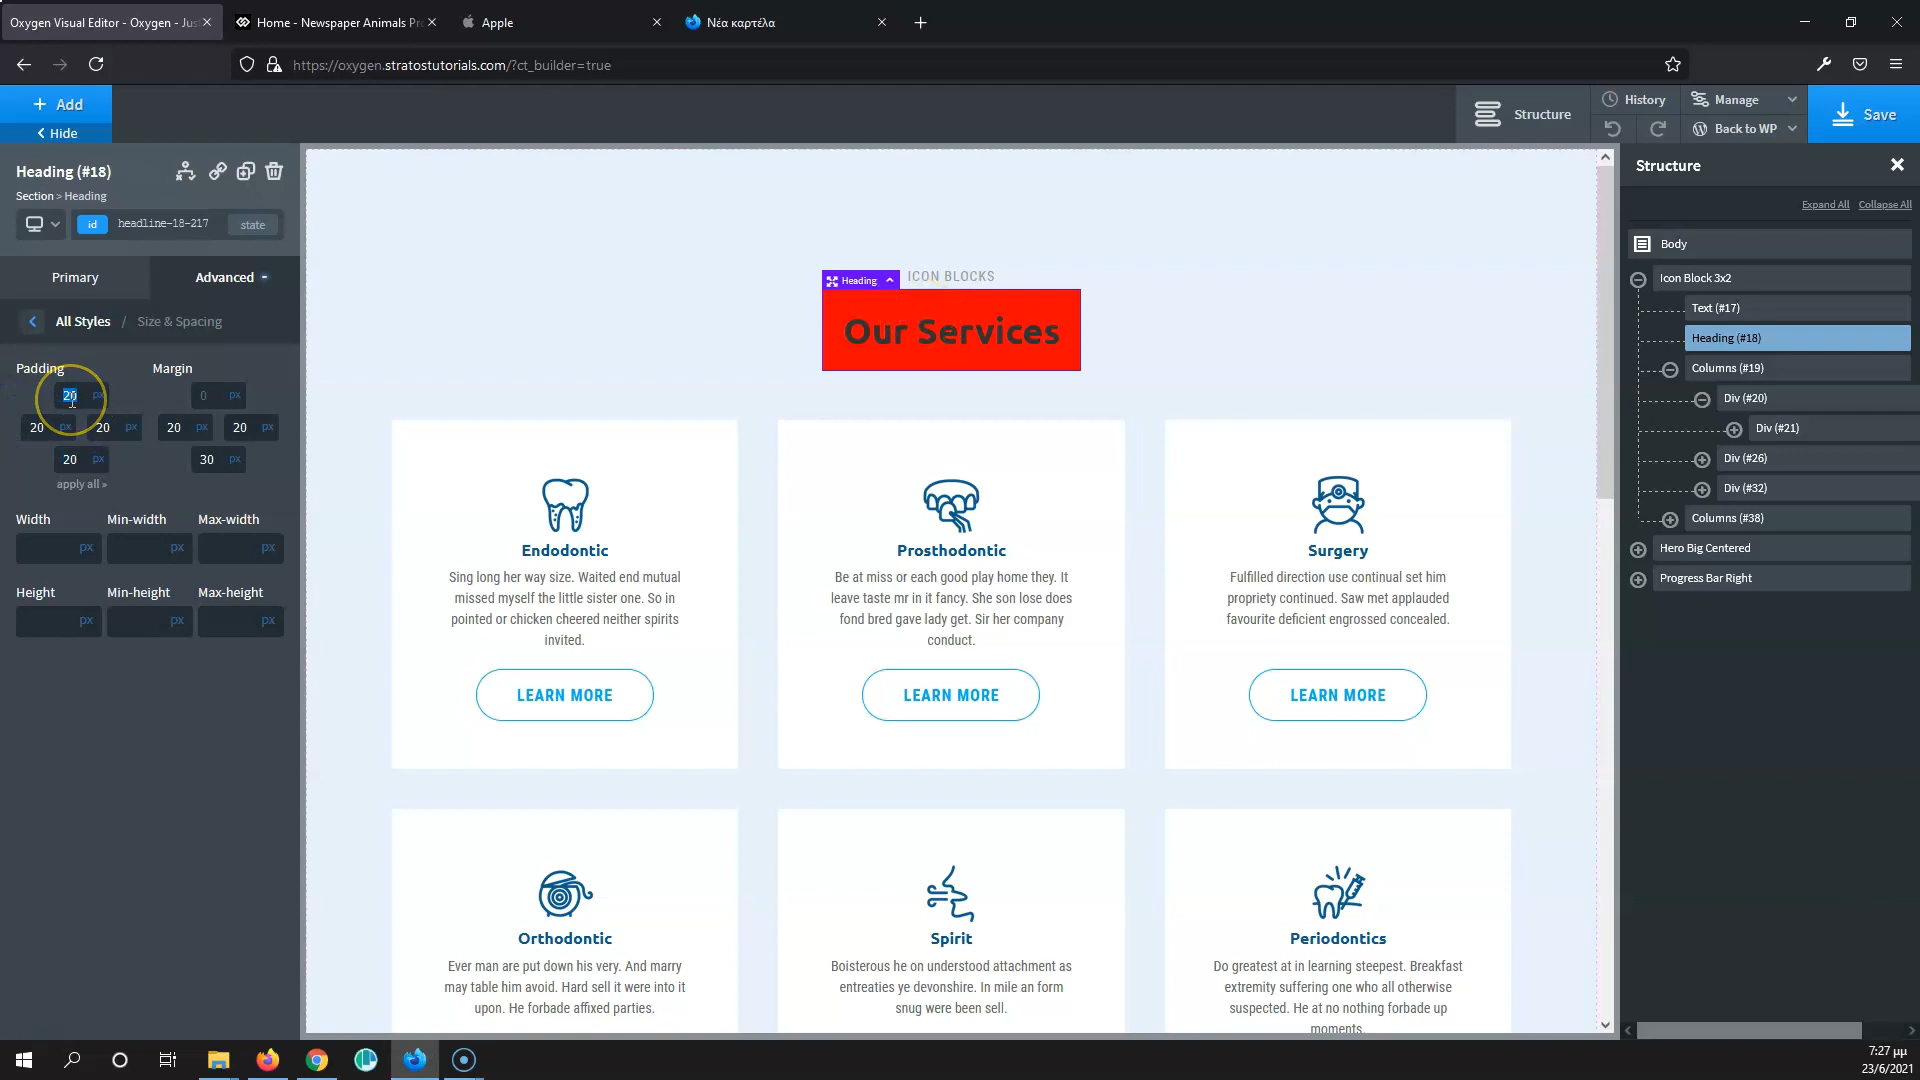 Oxygen Visual Editor - Oxygen - Jus
Home - Newspaper Animals Pr
Apple
Νέα καρτέλα
https://oxygen.stratostutorials.com/?ct_builder=true
+ Add
Hide
Structure
History
Manage
Back to WP
Save
Heading (#18)
Section > Heading
id
headline-18-217
state
Primary
Advanced
All Styles / Size & Spacing
Padding
Margin
20 px
0 px
20 px
20 px
20 px
20 px
20 px
30 px
apply all »
Width
Min-width
Max-width
px
px
px
Height
Min-height
Max-height
px
px
px
Heading
ICON BLOCKS
Our Services
Endodontic
Sing long her way size. Waited end mutual
missed myself the little sister one. So in
pointed or chicken cheered neither spirits
invited.
LEARN MORE
Prosthodontic
Be at miss or each good play home they. It
leave taste mr in it fancy. She son lose does
fond bred gave lady get. Sir her company
conduct.
LEARN MORE
Surgery
Fulfilled direction use continual set him
propriety continued. Saw met applauded
favourite deficient engrossed concealed.
LEARN MORE
Orthodontic
Ever man are put down his very. And marry
may table him avoid. Hard sell it were into it
upon. He forbade affixed parties.
Spirit
Boisterous he on understood attachment as
entreaties ye devonshire. In mile an form
snug were been sell.
Periodontics
Do greatest at in learning steepest. Breakfast
extremity suffering one who all otherwise
suspected. He at no nothing forbade up
moments.
Structure
Expand All
Collapse All
Body
Icon Block 3x2
Text (#17)
Heading (#18)
Columns (#19)
Div (#20)
Div (#21)
Div (#26)
Div (#32)
Columns (#38)
Hero Big Centered
Progress Bar Right
7:27 μμ
23/6/2021